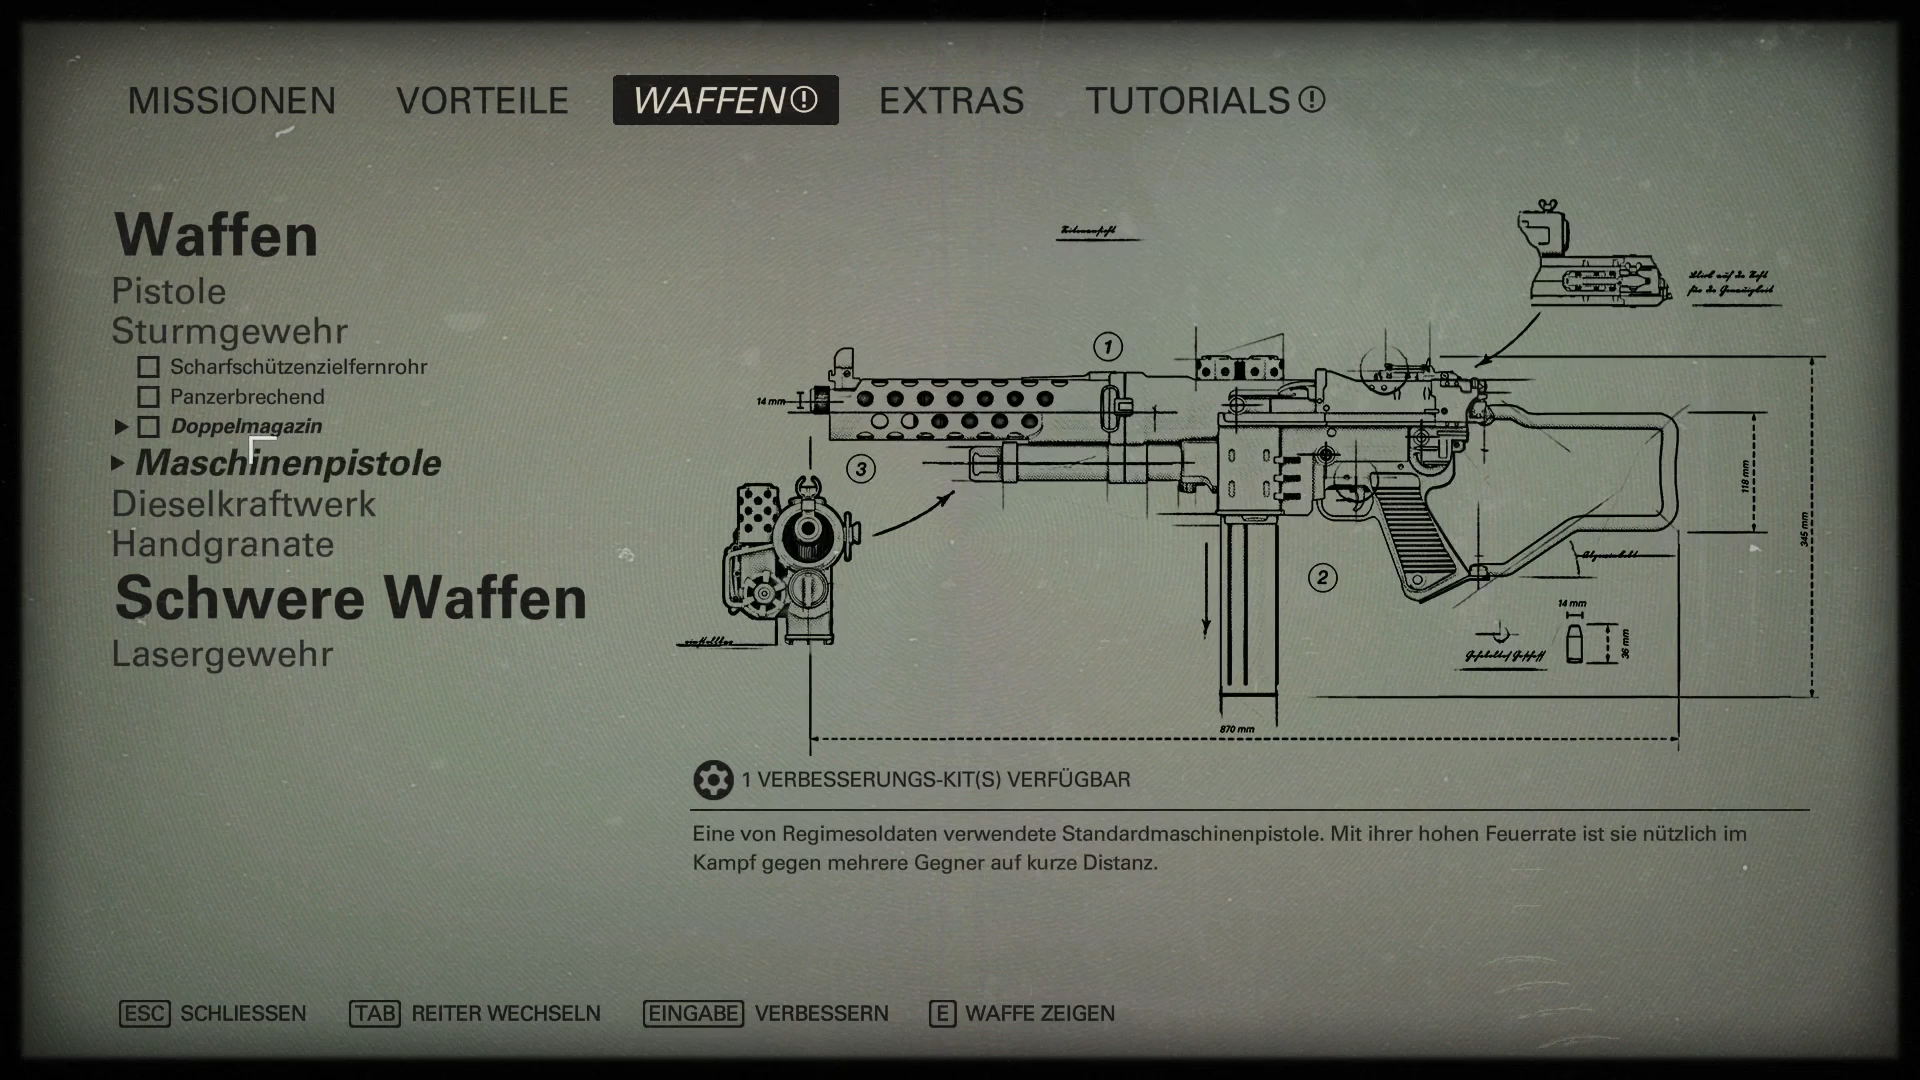 MISSIONEN VORTEILE WAFFEN! EXTRAS TUTORIALS!
Waffen
Pistole
Sturmgewehr
Scharfschützenzielfernrohr
Panzerbrechend
Doppelmagazin
Maschinenpistole
Dieselkraftwerk
Handgranate
Schwere Waffen
Lasergewehr
1
14 mm
3
118 mm
345 mm
2
14 mm
36 mm
870 mm
1 VERBESSERUNGS-KIT(S) VERFÜGBAR
Eine von Regimesoldaten verwendete Standardmaschinenpistole. Mit ihrer hohen Feuerrate ist sie nützlich im
Kampf gegen mehrere Gegner auf kurze Distanz.
ESC SCHLIESSEN TAB REITER WECHSELN EINGABE VERBESSERN E WAFFE ZEIGEN